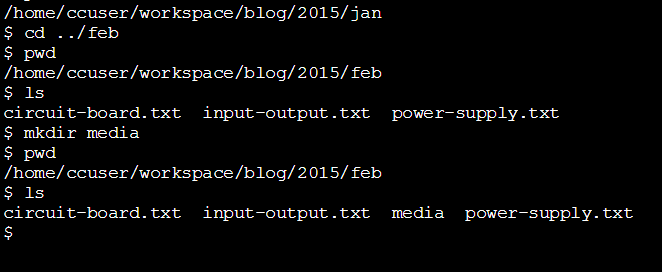 /home/ccuser/workspace/blog/2015/jan
$ cd ../feb
$ pwd
/home/ccuser/workspace/blog/2015/feb
$ ls
circuit-board.txt  input-output.txt  power-supply.txt
$ mkdir media
$ pwd
/home/ccuser/workspace/blog/2015/feb
$ ls
circuit-board.txt  input-output.txt  media  power-supply.txt
$